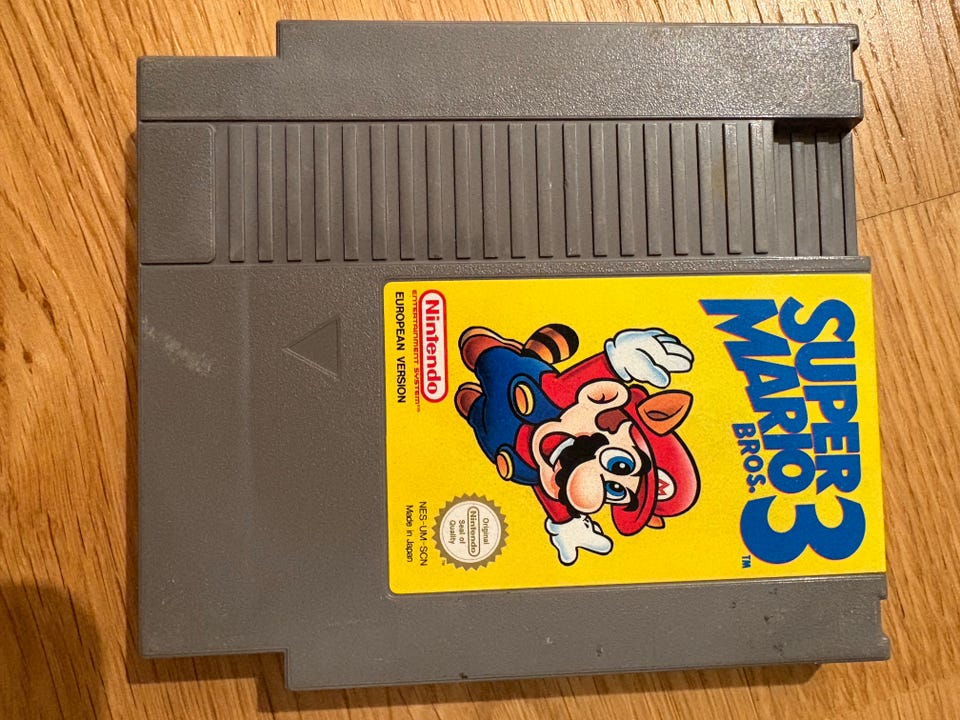 SUPER
MARIO
BROS.
3
TM
Nintendo
ENTERTAINMENT SYSTEM
EUROPEAN VERSION
M
Original
Nintendo
Seal of
Quality
TM
NES-UM-SCN
Made in Japan